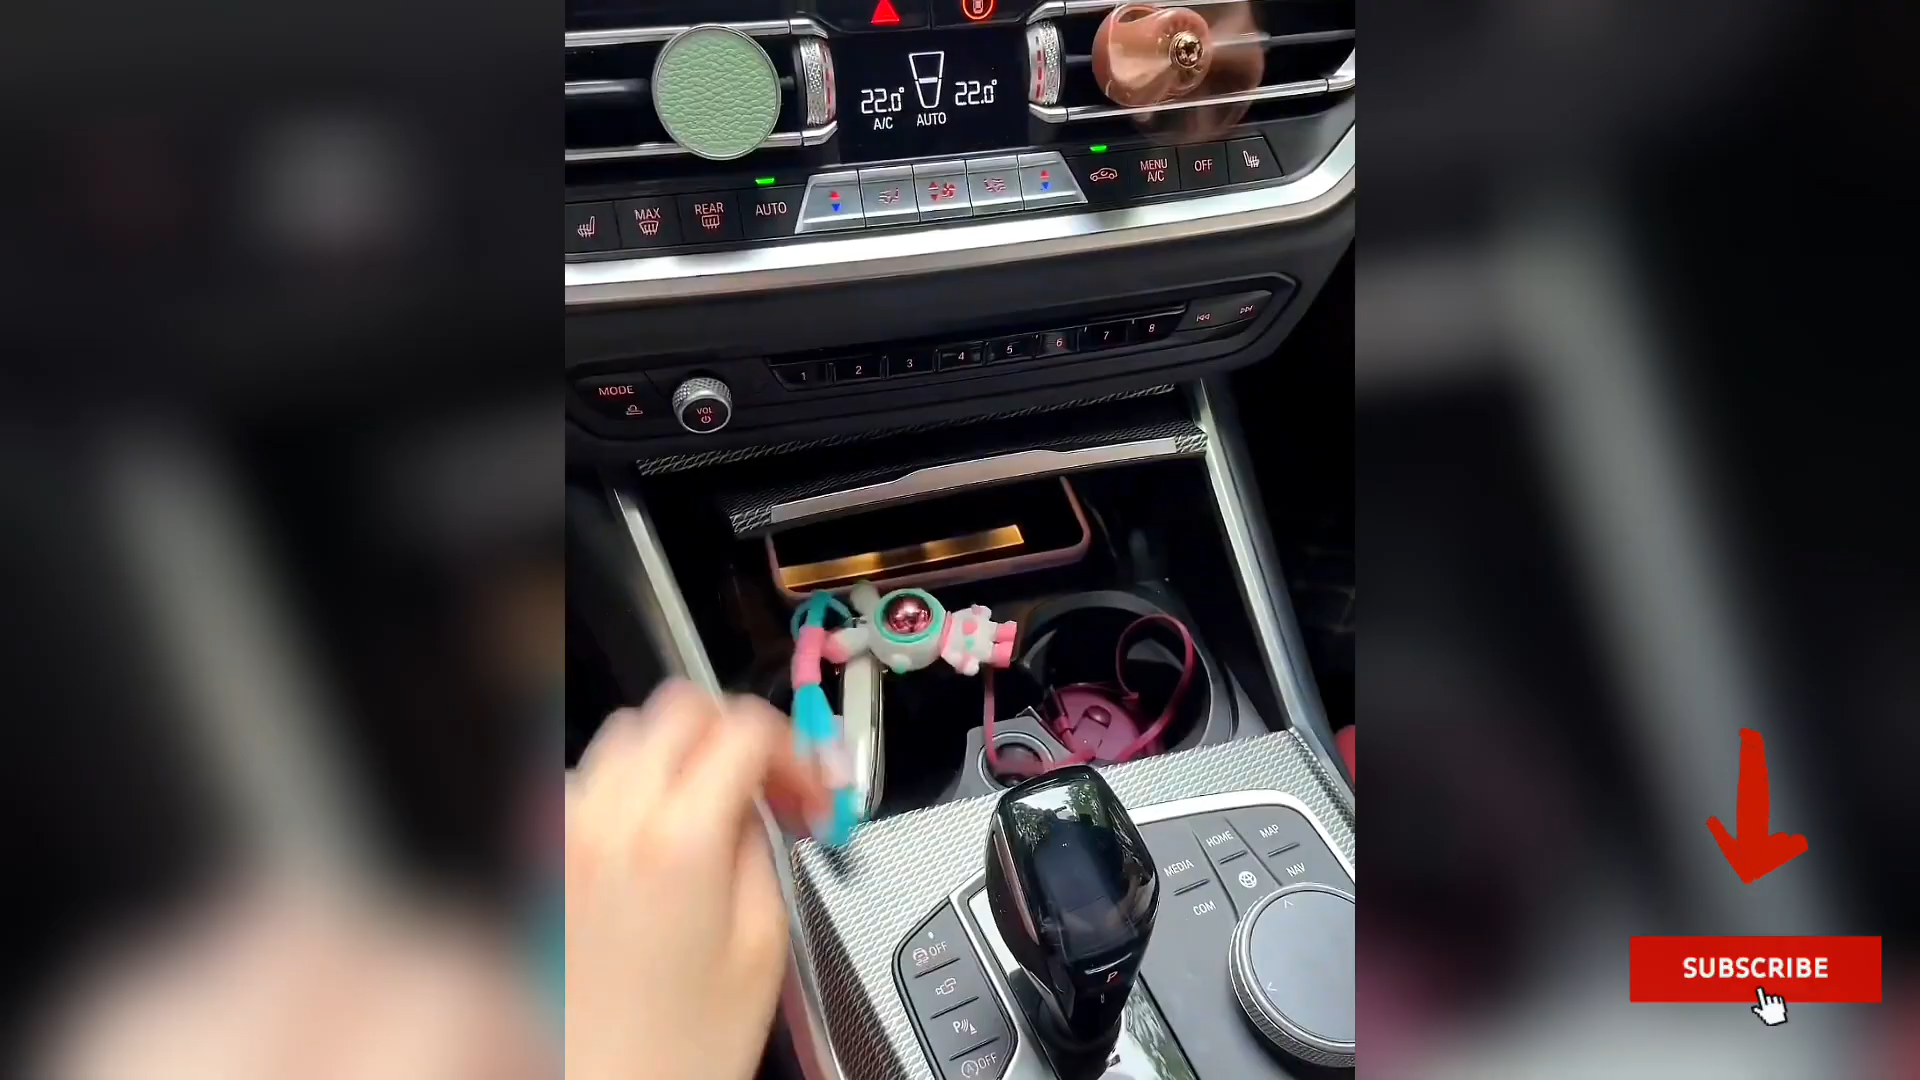 22.0° 22.0°
A/C AUTO
MENU A/C OFF
MAX REAR AUTO
MODE
VOL
1 2 3 4 5 6 7 8
HOME MAP
MEDIA NAV
COM
OFF
P
P
OFF
SUBSCRIBE